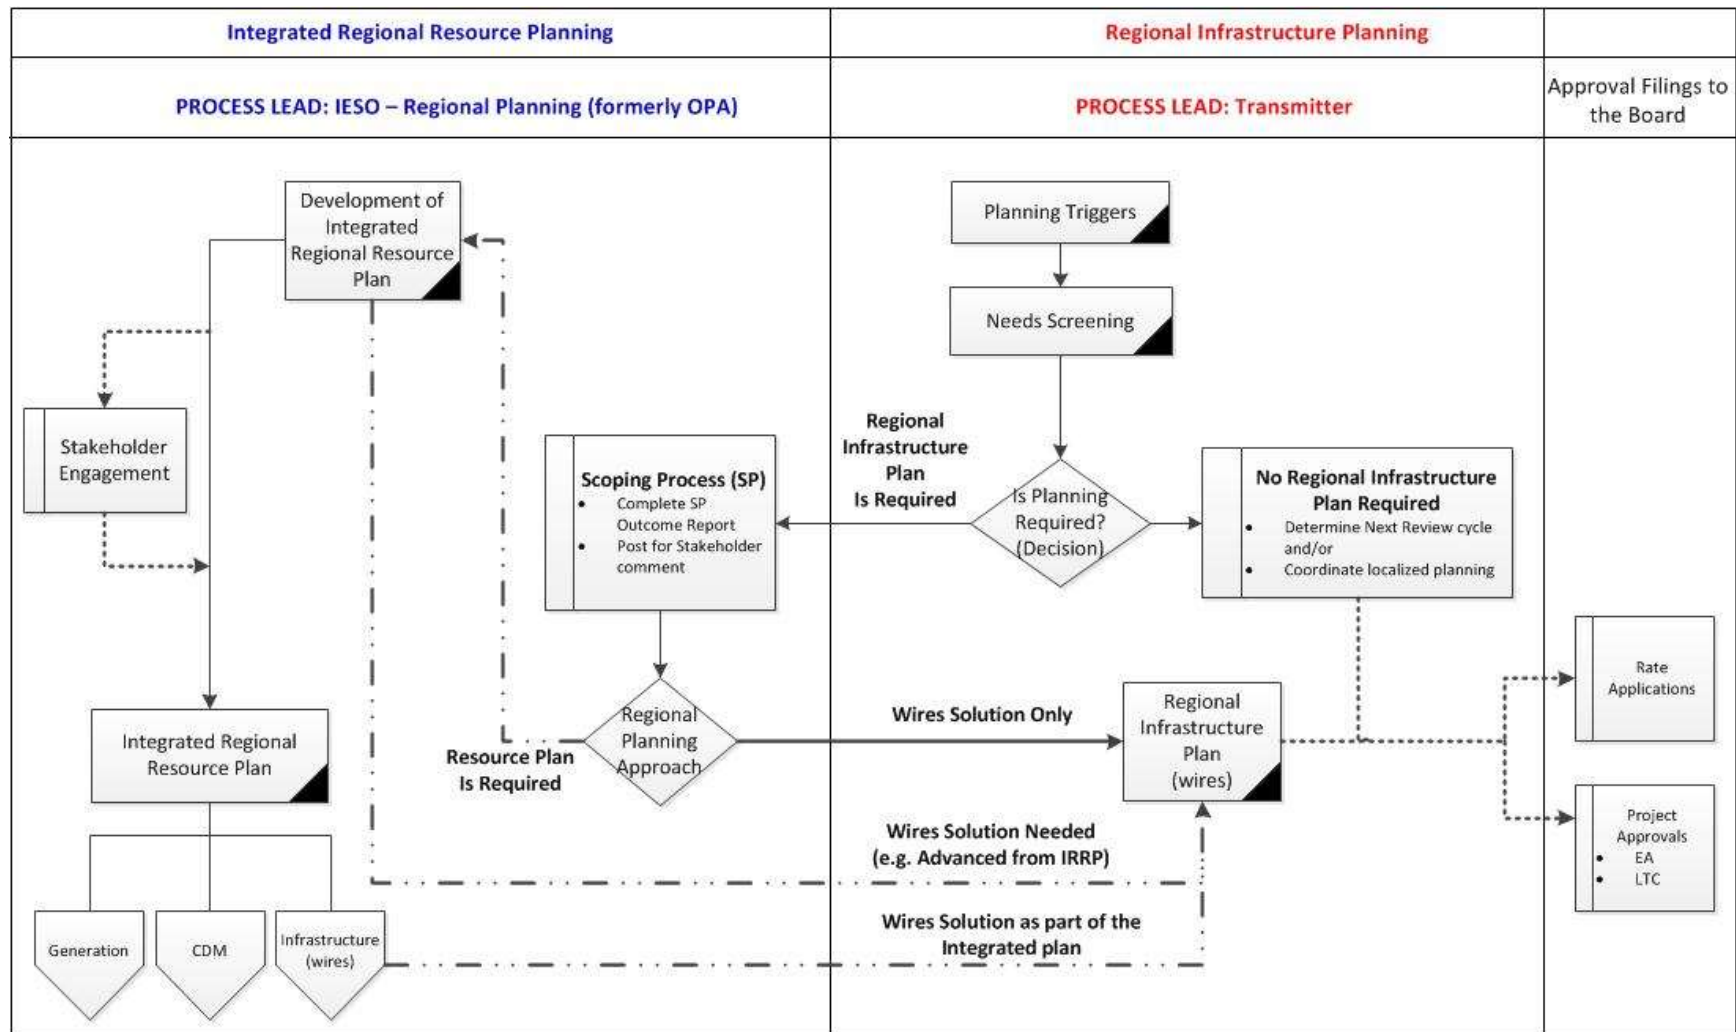 Integrated Regional Resource Planning
Regional Infrastructure Planning
PROCESS LEAD: IESO – Regional Planning (formerly OPA)
PROCESS LEAD: Transmitter
Approval Filings to
the Board
Development of
Integrated
Regional Resource
Plan
Planning Triggers
Needs Screening
Stakeholder
Engagement
Scoping Process (SP)
• Complete SP
Outcome Report
• Post for Stakeholder
comment
Regional
Infrastructure
Plan
Is Required
Is Planning
Required?
(Decision)
No Regional Infrastructure
Plan Required
• Determine Next Review cycle
and/or
• Coordinate localized planning
Rate
Applications
Integrated Regional
Resource Plan
Resource Plan
Is Required
Regional
Planning
Approach
Wires Solution Only
Regional
Infrastructure
Plan
(wires)
Project
Approvals
• EA
• LTC
Wires Solution Needed
(e.g. Advanced from IRRP)
Generation
CDM
Infrastructure
(wires)
Wires Solution as part of the
Integrated plan